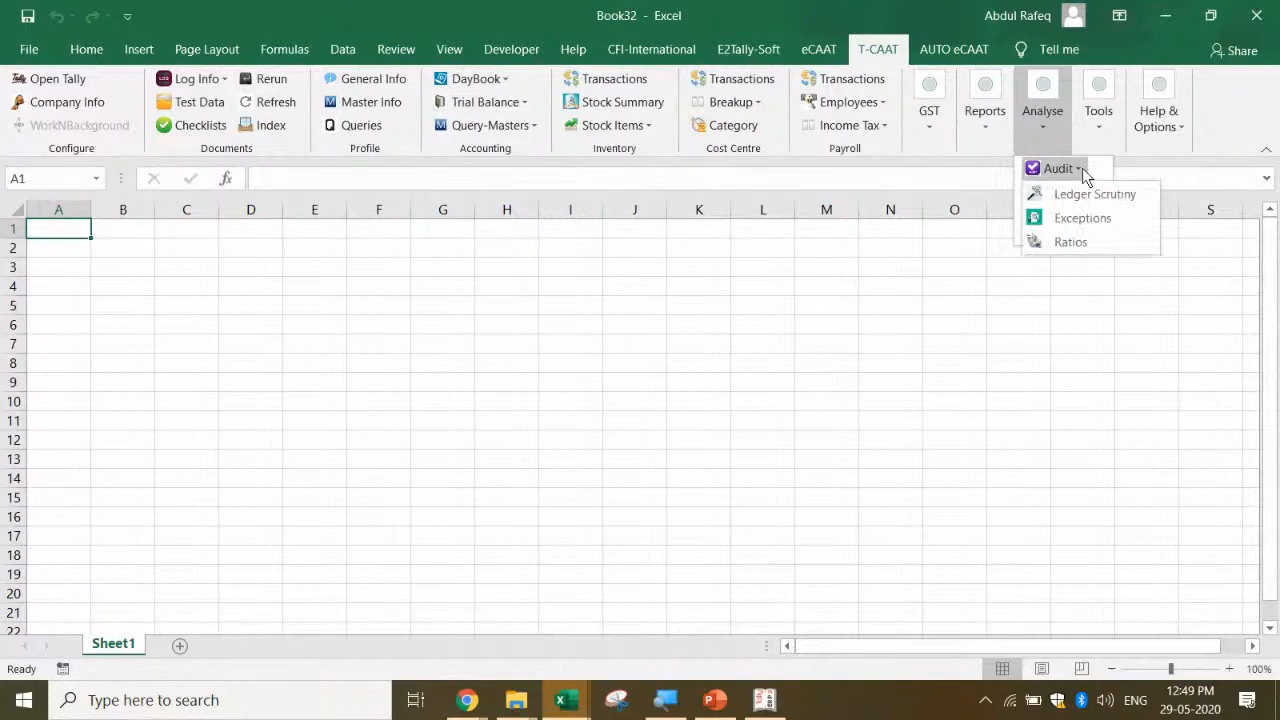 Book32 - Excel
Abdul Rafeq
File Home Insert Page Layout Formulas Data Review View Developer Help CFI-International E2Tally-Soft eCAAT T-CAAT AUTO eCAAT Tell me Share
Open Tally Log Info Rerun General Info DayBook Transactions Transactions Transactions
Company Info Test Data Refresh Master Info Trial Balance Stock Summary Breakup Employees GST Reports Analyse Tools Help &
WorkNBackground Checklists Index Queries Query-Masters Stock Items Category Income Tax Options
Configure Documents Profile Accounting Inventory Cost Centre Payroll
Audit
A1 fx
Ledger Scrutiny
A B C D E F G H I J K L M N O S
Exceptions
1
Ratios
2
3
4
5
6
7
8
9
10
11
12
13
14
15
16
17
18
19
20
21
22
Sheet1
Ready 100%
Type here to search
ENG
12:49 PM
29-05-2020